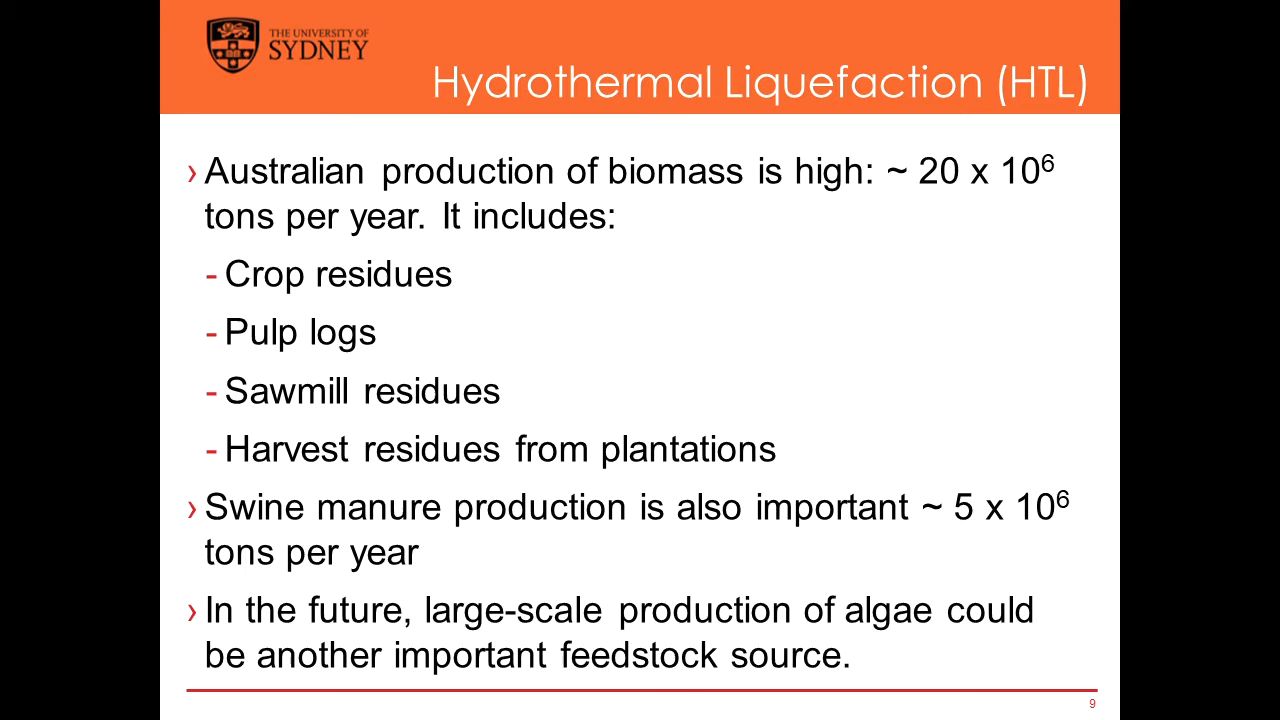 THE UNIVERSITY OF
SYDNEY
Hydrothermal Liquefaction (HTL)
› Australian production of biomass is high: ~ 20 x 10⁶
tons per year. It includes:
- Crop residues
- Pulp logs
- Sawmill residues
- Harvest residues from plantations
› Swine manure production is also important ~ 5 x 10⁶
tons per year
› In the future, large-scale production of algae could
be another important feedstock source.
9